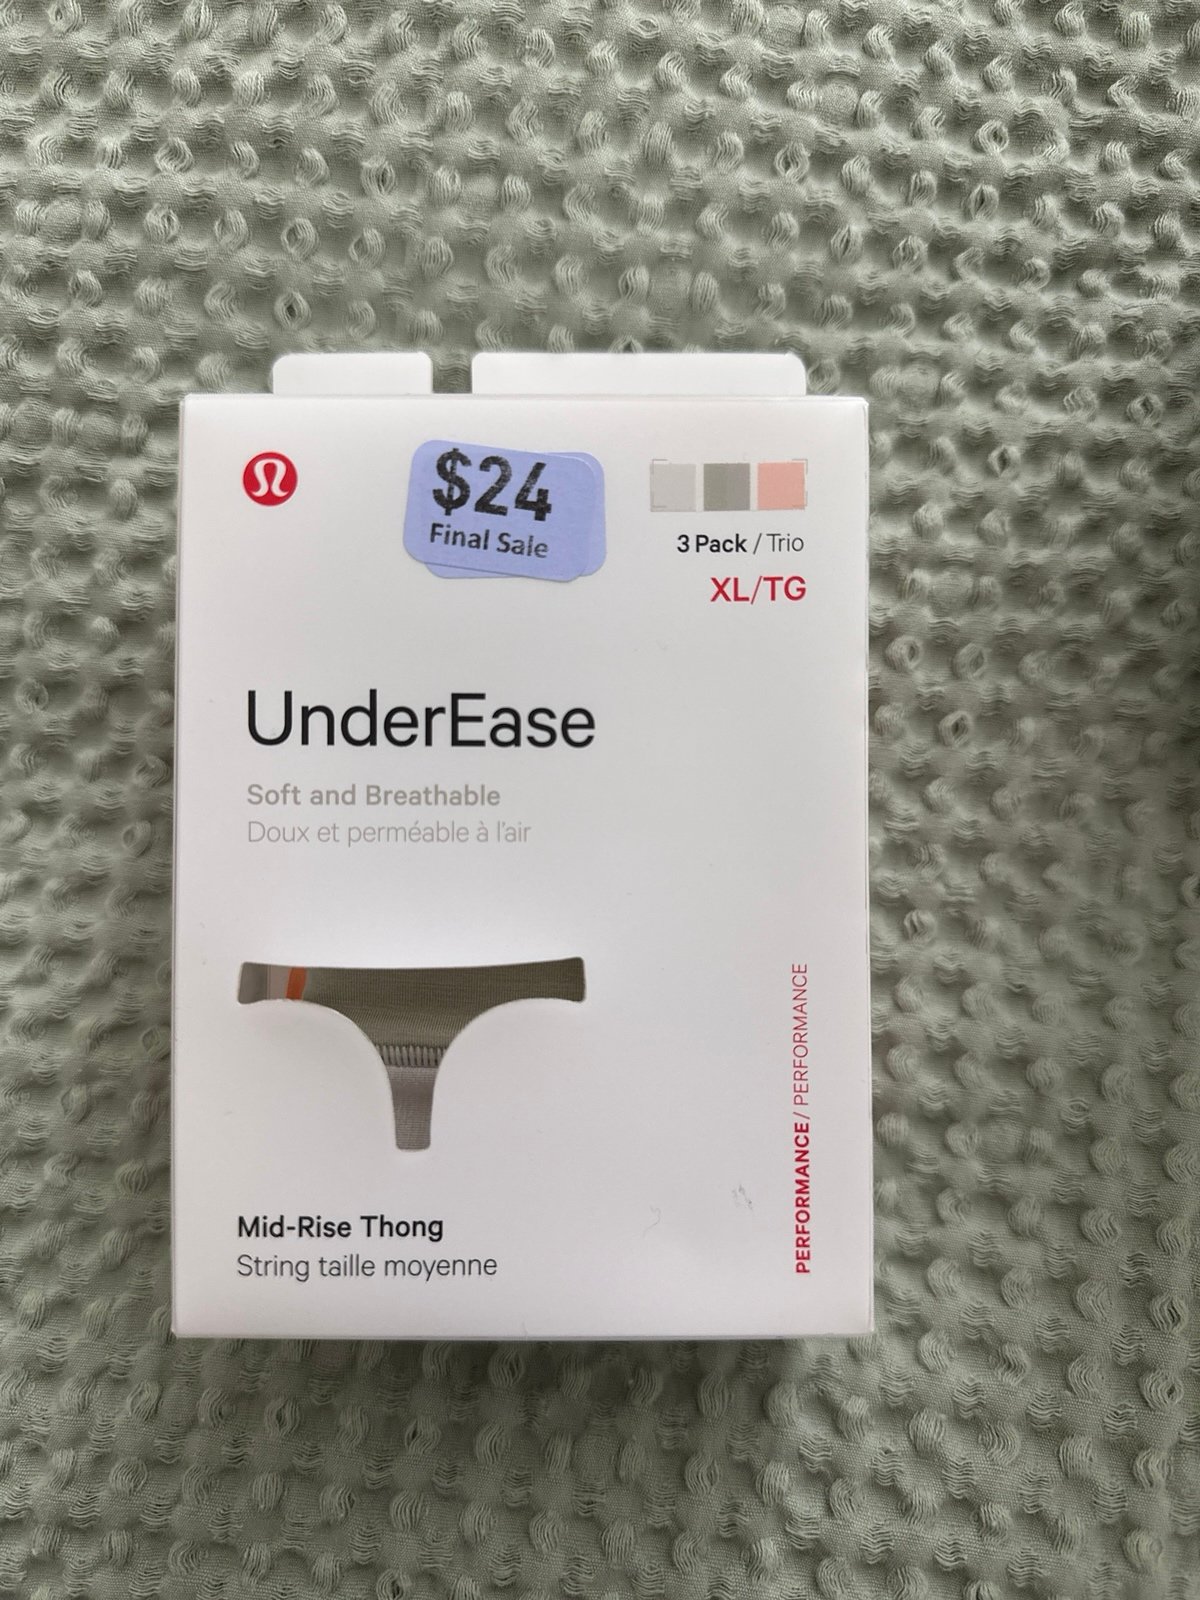 $24
Final Sale
3 Pack / Trio
XL/TG
UnderEase
Soft and Breathable
Doux et perméable à l'air
PERFORMANCE / PERFORMANCE
Mid-Rise Thong
String taille moyenne